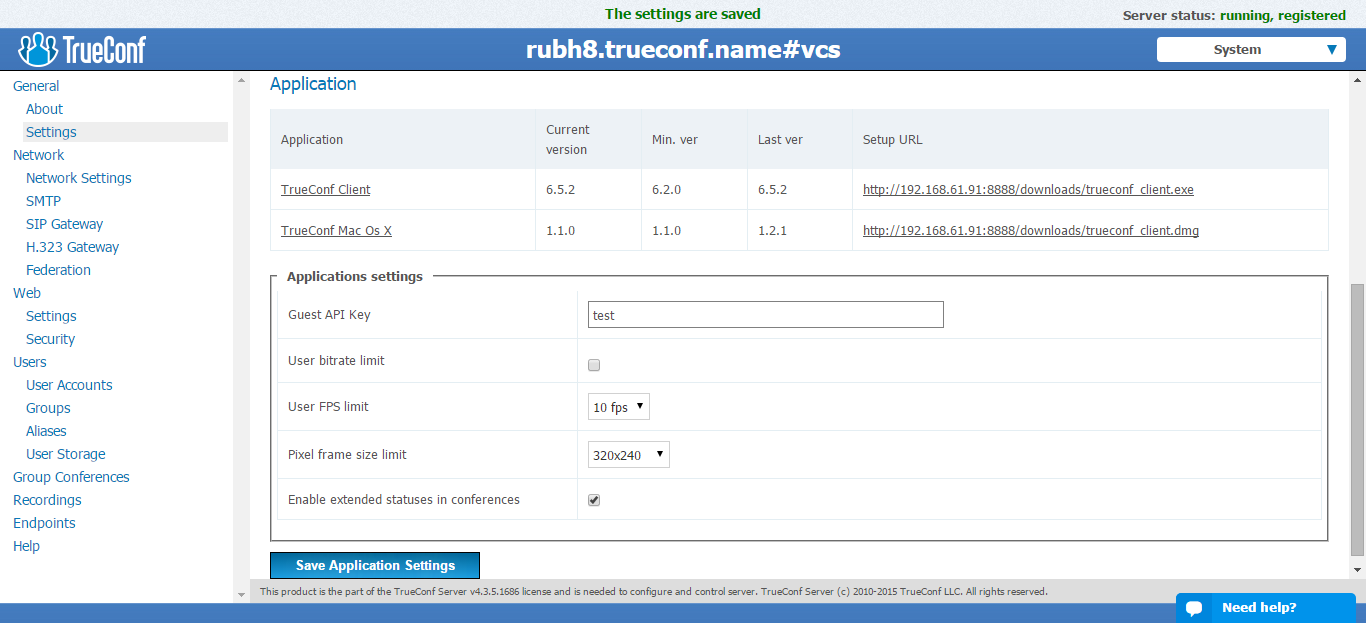 The settings are saved
Server status: running, registered
TrueConf
rubh8.trueconf.name#vcs
System
General
About
Settings
Network
Network Settings
SMTP
SIP Gateway
H.323 Gateway
Federation
Web
Settings
Security
Users
User Accounts
Groups
Aliases
User Storage
Group Conferences
Recordings
Endpoints
Help
Application
Application Current version Min. ver Last ver Setup URL
TrueConf Client 6.5.2 6.2.0 6.5.2 http://192.168.61.91:8888/downloads/trueconf_client.exe
TrueConf Mac Os X 1.1.0 1.1.0 1.2.1 http://192.168.61.91:8888/downloads/trueconf_client.dmg
Applications settings
Guest API Key test
User bitrate limit
User FPS limit 10 fps
Pixel frame size limit 320x240
Enable extended statuses in conferences
Save Application Settings
This product is the part of the TrueConf Server v4.3.5.1686 license and is needed to configure and control server. TrueConf Server (c) 2010-2015 TrueConf LLC. All rights reserved.
Need help?